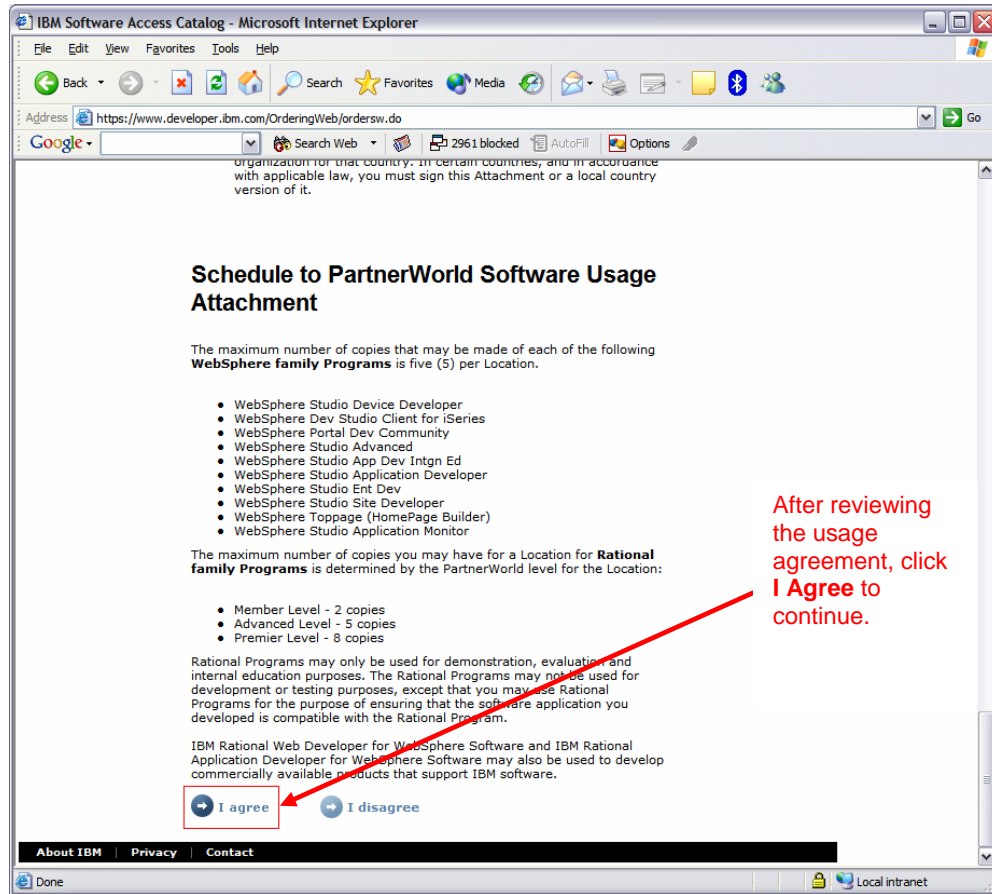 IBM Software Access Catalog - Microsoft Internet Explorer
File Edit View Favorites Tools Help
Back Search Favorites Media
Address https://www.developer.ibm.com/OrderingWeb/ordersw.do Go
Google Search Web 2961 blocked AutoFill Options
organization for that country. In certain countries, and in accordance
with applicable law, you must sign this Attachment or a local country
version of it.
Schedule to PartnerWorld Software Usage
Attachment
The maximum number of copies that may be made of each of the following
WebSphere family Programs is five (5) per Location.
• WebSphere Studio Device Developer
• WebSphere Dev Studio Client for iSeries
• WebSphere Portal Dev Community
• WebSphere Studio Advanced
• WebSphere Studio App Dev Intgn Ed
• WebSphere Studio Application Developer
• WebSphere Studio Ent Dev
• WebSphere Studio Site Developer
• WebSphere Toppage (HomePage Builder)
• WebSphere Studio Application Monitor
The maximum number of copies you may have for a Location for Rational
family Programs is determined by the PartnerWorld level for the Location:
• Member Level - 2 copies
• Advanced Level - 5 copies
• Premier Level - 8 copies
Rational Programs may only be used for demonstration, evaluation and
internal education purposes. The Rational Programs may not be used for
development or testing purposes, except that you may use Rational
Programs for the purpose of ensuring that the software application you
developed is compatible with the Rational Program.
IBM Rational Web Developer for WebSphere Software and IBM Rational
Application Developer for WebSphere Software may also be used to develop
commercially available products that support IBM software.
I agree I disagree
After reviewing
the usage
agreement, click
I Agree to
continue.
About IBM | Privacy | Contact
Done Local intranet